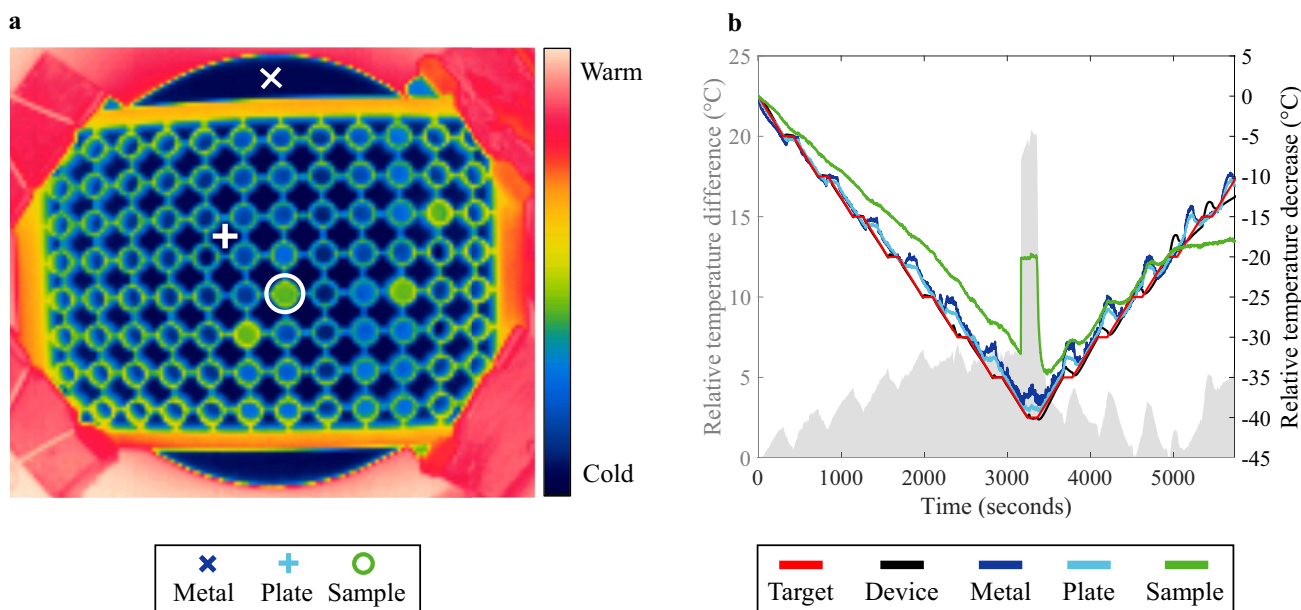 a
Warm
Cold
Metal Plate Sample
b
Relative temperature difference (°C)
25
20
15
10
5
0
5
0
-5
-10
-15
-20
-25
-30
-35
-40
-45
Relative temperature decrease (°C)
0 1000 2000 3000 4000 5000
Time (seconds)
Target Device Metal Plate Sample